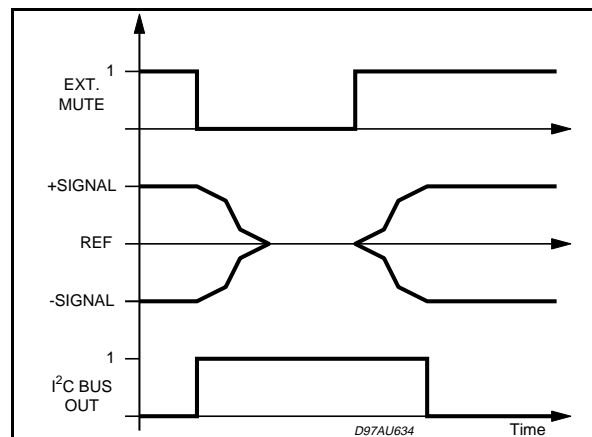 1
EXT.
MUTE
+SIGNAL
REF
-SIGNAL
1
I²C BUS
OUT
D97AU634
Time